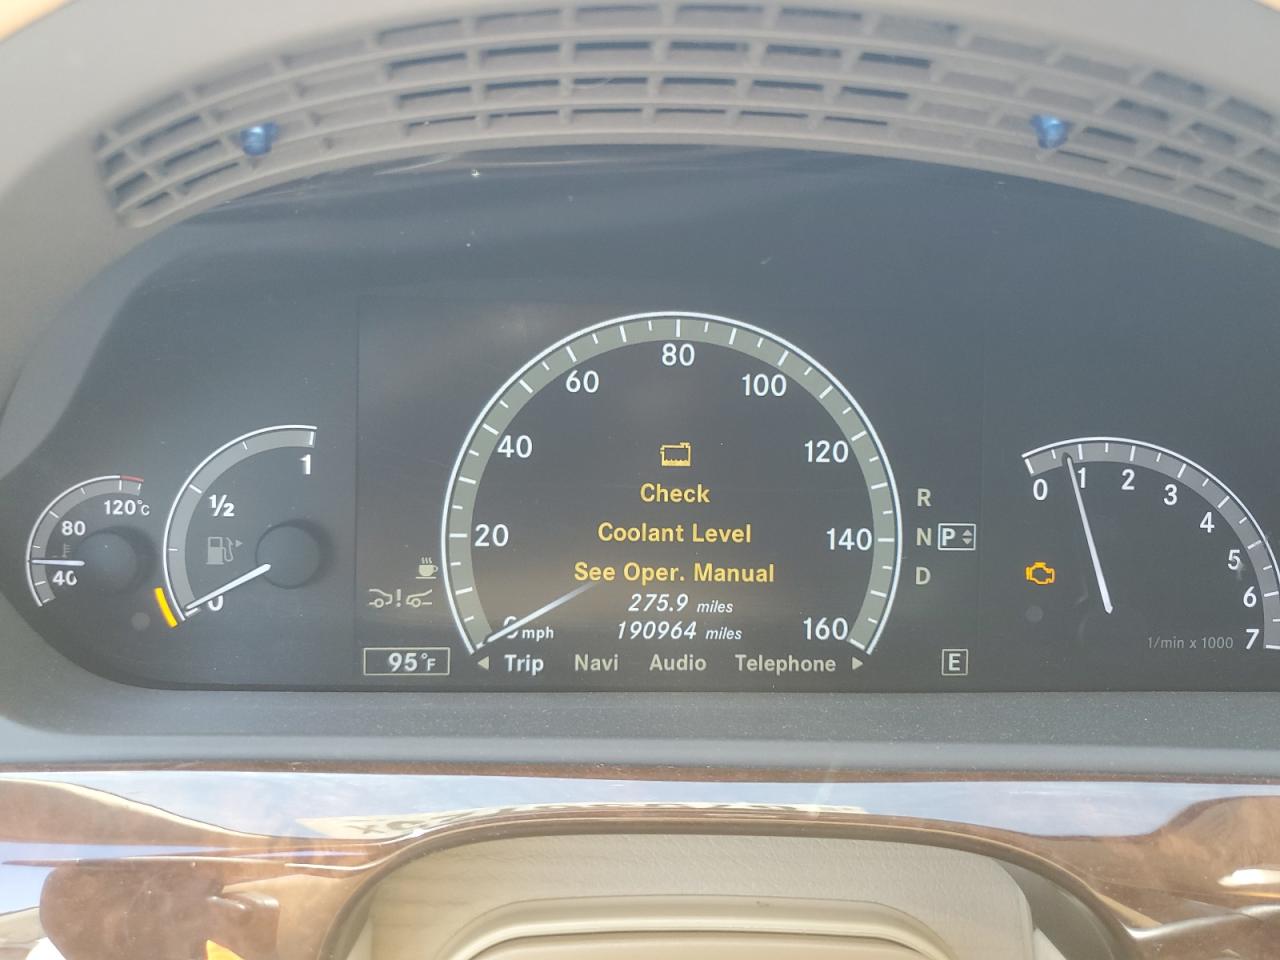 80
60
100
40
120
20
140
0 mph
160
Check
Coolant Level
See Oper. Manual
275.9 miles
190964 miles
Trip Navi Audio Telephone
95°F
120°C
80
40
1
1/2
0
R
N P
D
E
0 1 2 3 4 5 6 7
1/min x 1000